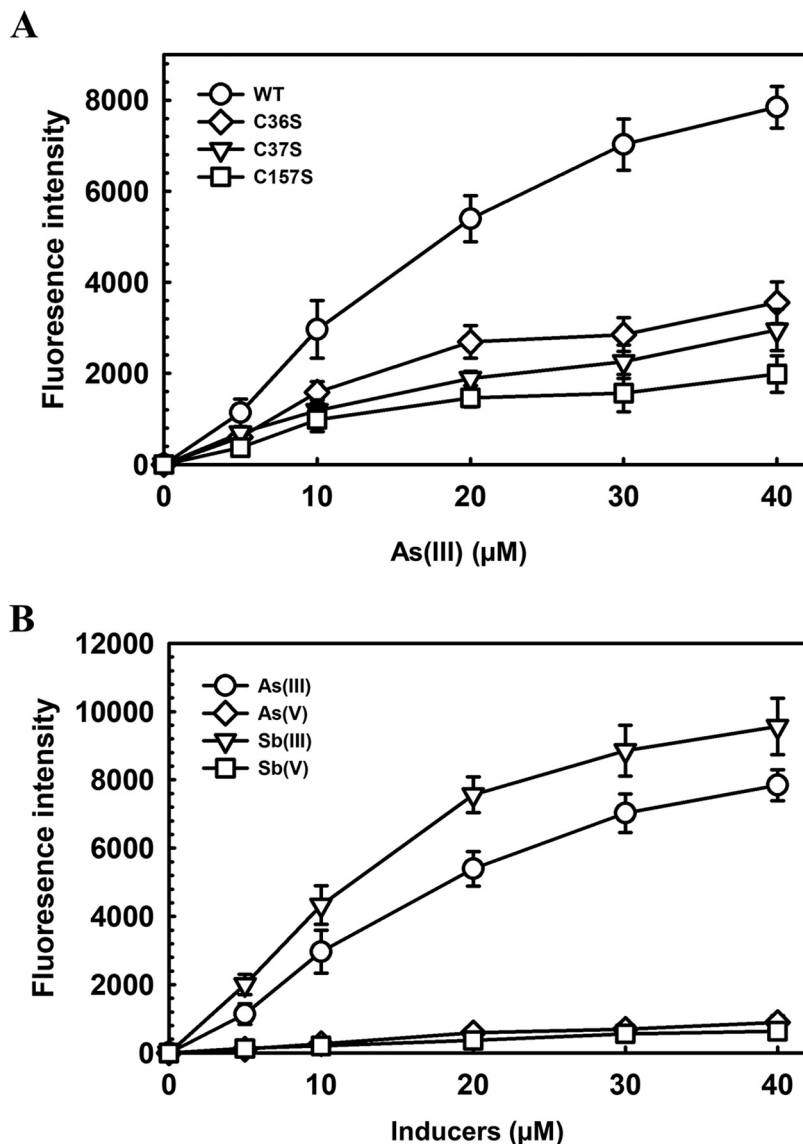 A
Fluoresence intensity
8000
6000
4000
2000
0
WT
C36S
C37S
C157S
0 10 20 30 40
As(III) (µM)
B
Fluoresence intensity
12000
10000
8000
6000
4000
2000
0
As(III)
As(V)
Sb(III)
Sb(V)
0 10 20 30 40
Inducers (µM)